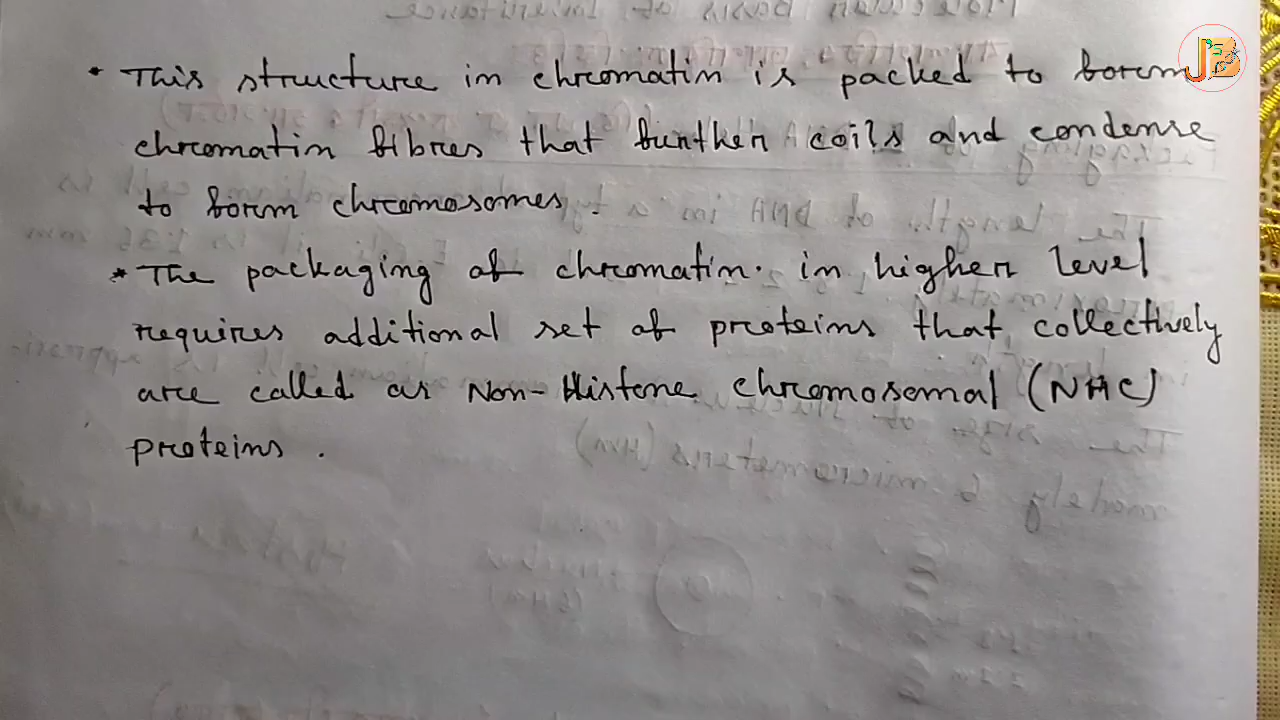 * This structure in chromatin is packed to form
chromatin fibres that further coils and condense
to form chromosomes.
* The packaging of chromatin. in higher level
requires additional set of proteins that collectively
are called as Non-Histone chromosomal (NHC)
proteins.